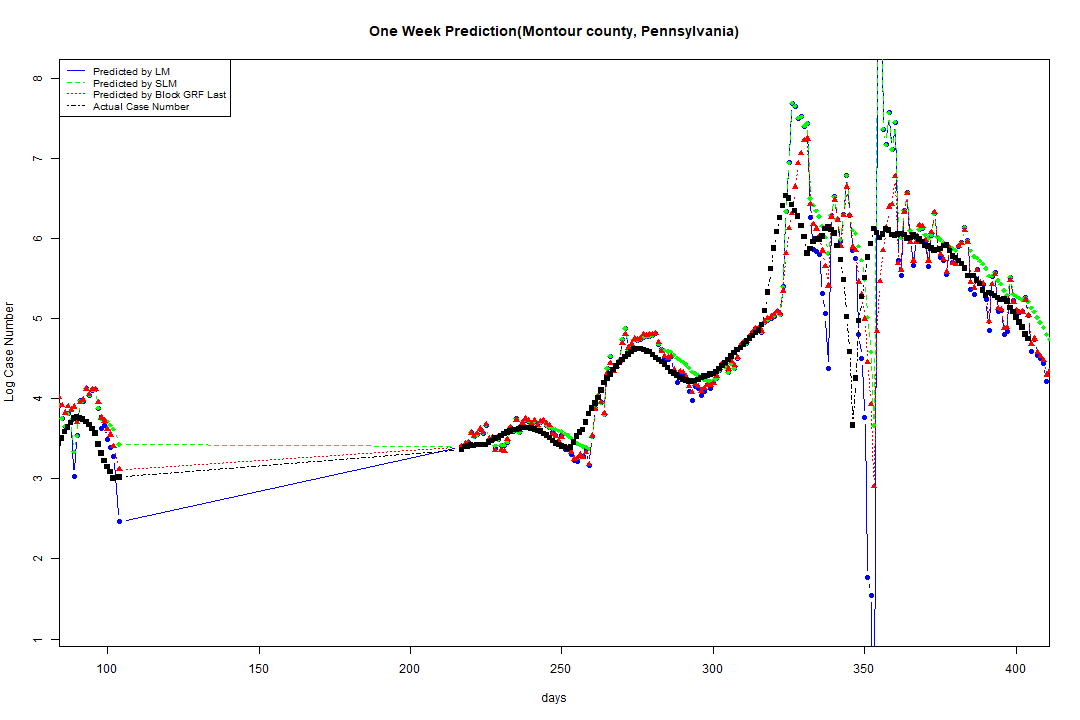 One Week Prediction(Montour county, Pennsylvania)
Predicted by LM
Predicted by SLM
Predicted by Block GRF Last
Actual Case Number
8
7
6
5
4
3
2
1
Log Case Number
100 150 200 250 300 350 400
days